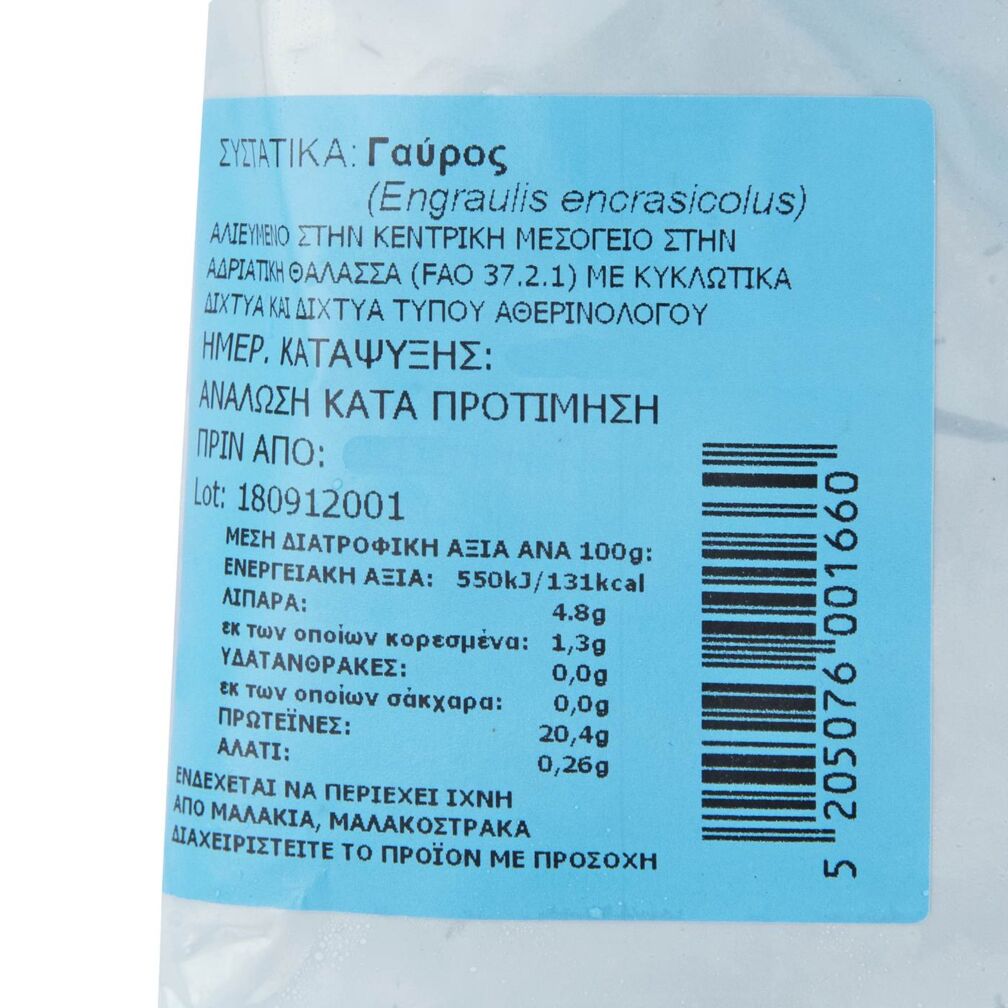 ΣΥΣΤΑΤΙΚΑ: Γαύρος
(Engraulis encrasicolus)
ΑΛΙΕΥΜΕΝΟ ΣΤΗΝ ΚΕΝΤΡΙΚΗ ΜΕΣΟΓΕΙΟ ΣΤΗΝ
ΑΔΡΙΑΤΙΚΗ ΘΑΛΑΣΣΑ (FAO 37.2.1) ΜΕ ΚΥΚΛΩΤΙΚΑ
ΔΙΧΤΥΑ ΚΑΙ ΔΙΧΤΥΑ ΤΥΠΟΥ ΑΘΕΡΙΝΟΛΟΓΟΥ
ΗΜΕΡ. ΚΑΤΑΨΥΞΗΣ:
ΑΝΑΛΩΣΗ ΚΑΤΑ ΠΡΟΤΙΜΗΣΗ
ΠΡΙΝ ΑΠΟ:
Lot: 180912001
ΜΕΣΗ ΔΙΑΤΡΟΦΙΚΗ ΑΞΙΑ ΑΝΑ 100g:
ΕΝΕΡΓΕΙΑΚΗ ΑΞΙΑ: 550kJ/131kcal
ΛΙΠΑΡΑ: 4.8g
εκ των οποίων κορεσμένα: 1,3g
ΥΔΑΤΑΝΘΡΑΚΕΣ: 0,0g
εκ των οποίων σάκχαρα: 0,0g
ΠΡΩΤΕΪΝΕΣ: 20,4g
ΑΛΑΤΙ: 0,26g
ΕΝΔΕΧΕΤΑΙ ΝΑ ΠΕΡΙΕΧΕΙ ΙΧΝΗ
ΑΠΟ ΜΑΛΑΚΙΑ, ΜΑΛΑΚΟΣΤΡΑΚΑ
ΔΙΑΧΕΙΡΙΣΤΕΙΤΕ ΤΟ ΠΡΟΪΟΝ ΜΕ ΠΡΟΣΟΧΗ
5 205076 001660